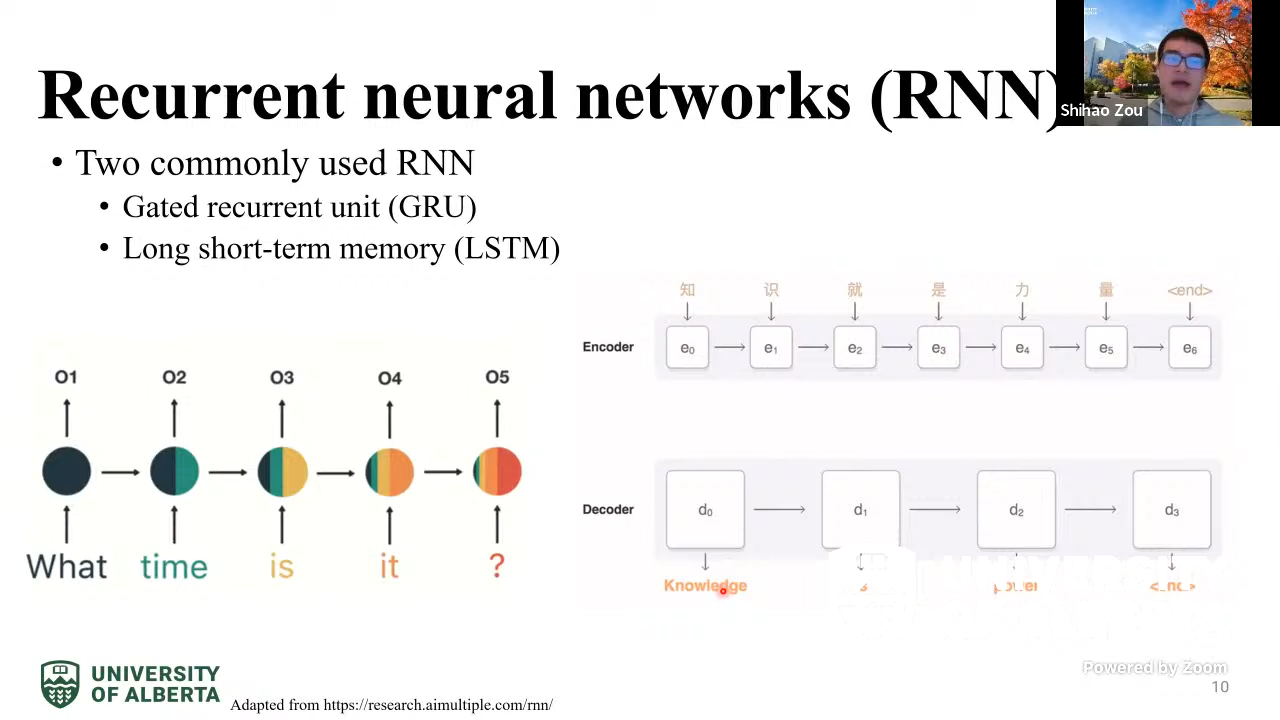 Recurrent neural networks (RNN)
Shihao Zou
• Two commonly used RNN
• Gated recurrent unit (GRU)
• Long short-term memory (LSTM)
知 识 就 是 力 量 <end>
Encoder e0 e1 e2 e3 e4 e5 e6
O1 O2 O3 O4 O5
Decoder d0 d1 d2 d3
What time is it ?
Knowledge
UNIVERSITY
OF ALBERTA
Adapted from https://research.aimultiple.com/rnn/
Powered by Zoom
10